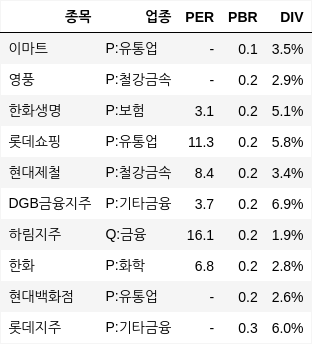 종목 업종 PER PBR DIV
이마트 P:유통업 - 0.1 3.5%
영풍 P:철강금속 - 0.2 2.9%
한화생명 P:보험 3.1 0.2 5.1%
롯데쇼핑 P:유통업 11.3 0.2 5.8%
현대제철 P:철강금속 8.4 0.2 3.4%
DGB금융지주 P:기타금융 3.7 0.2 6.9%
하림지주 Q:금융 16.1 0.2 1.9%
한화 P:화학 6.8 0.2 2.8%
현대백화점 P:유통업 - 0.2 2.6%
롯데지주 P:기타금융 - 0.3 6.0%